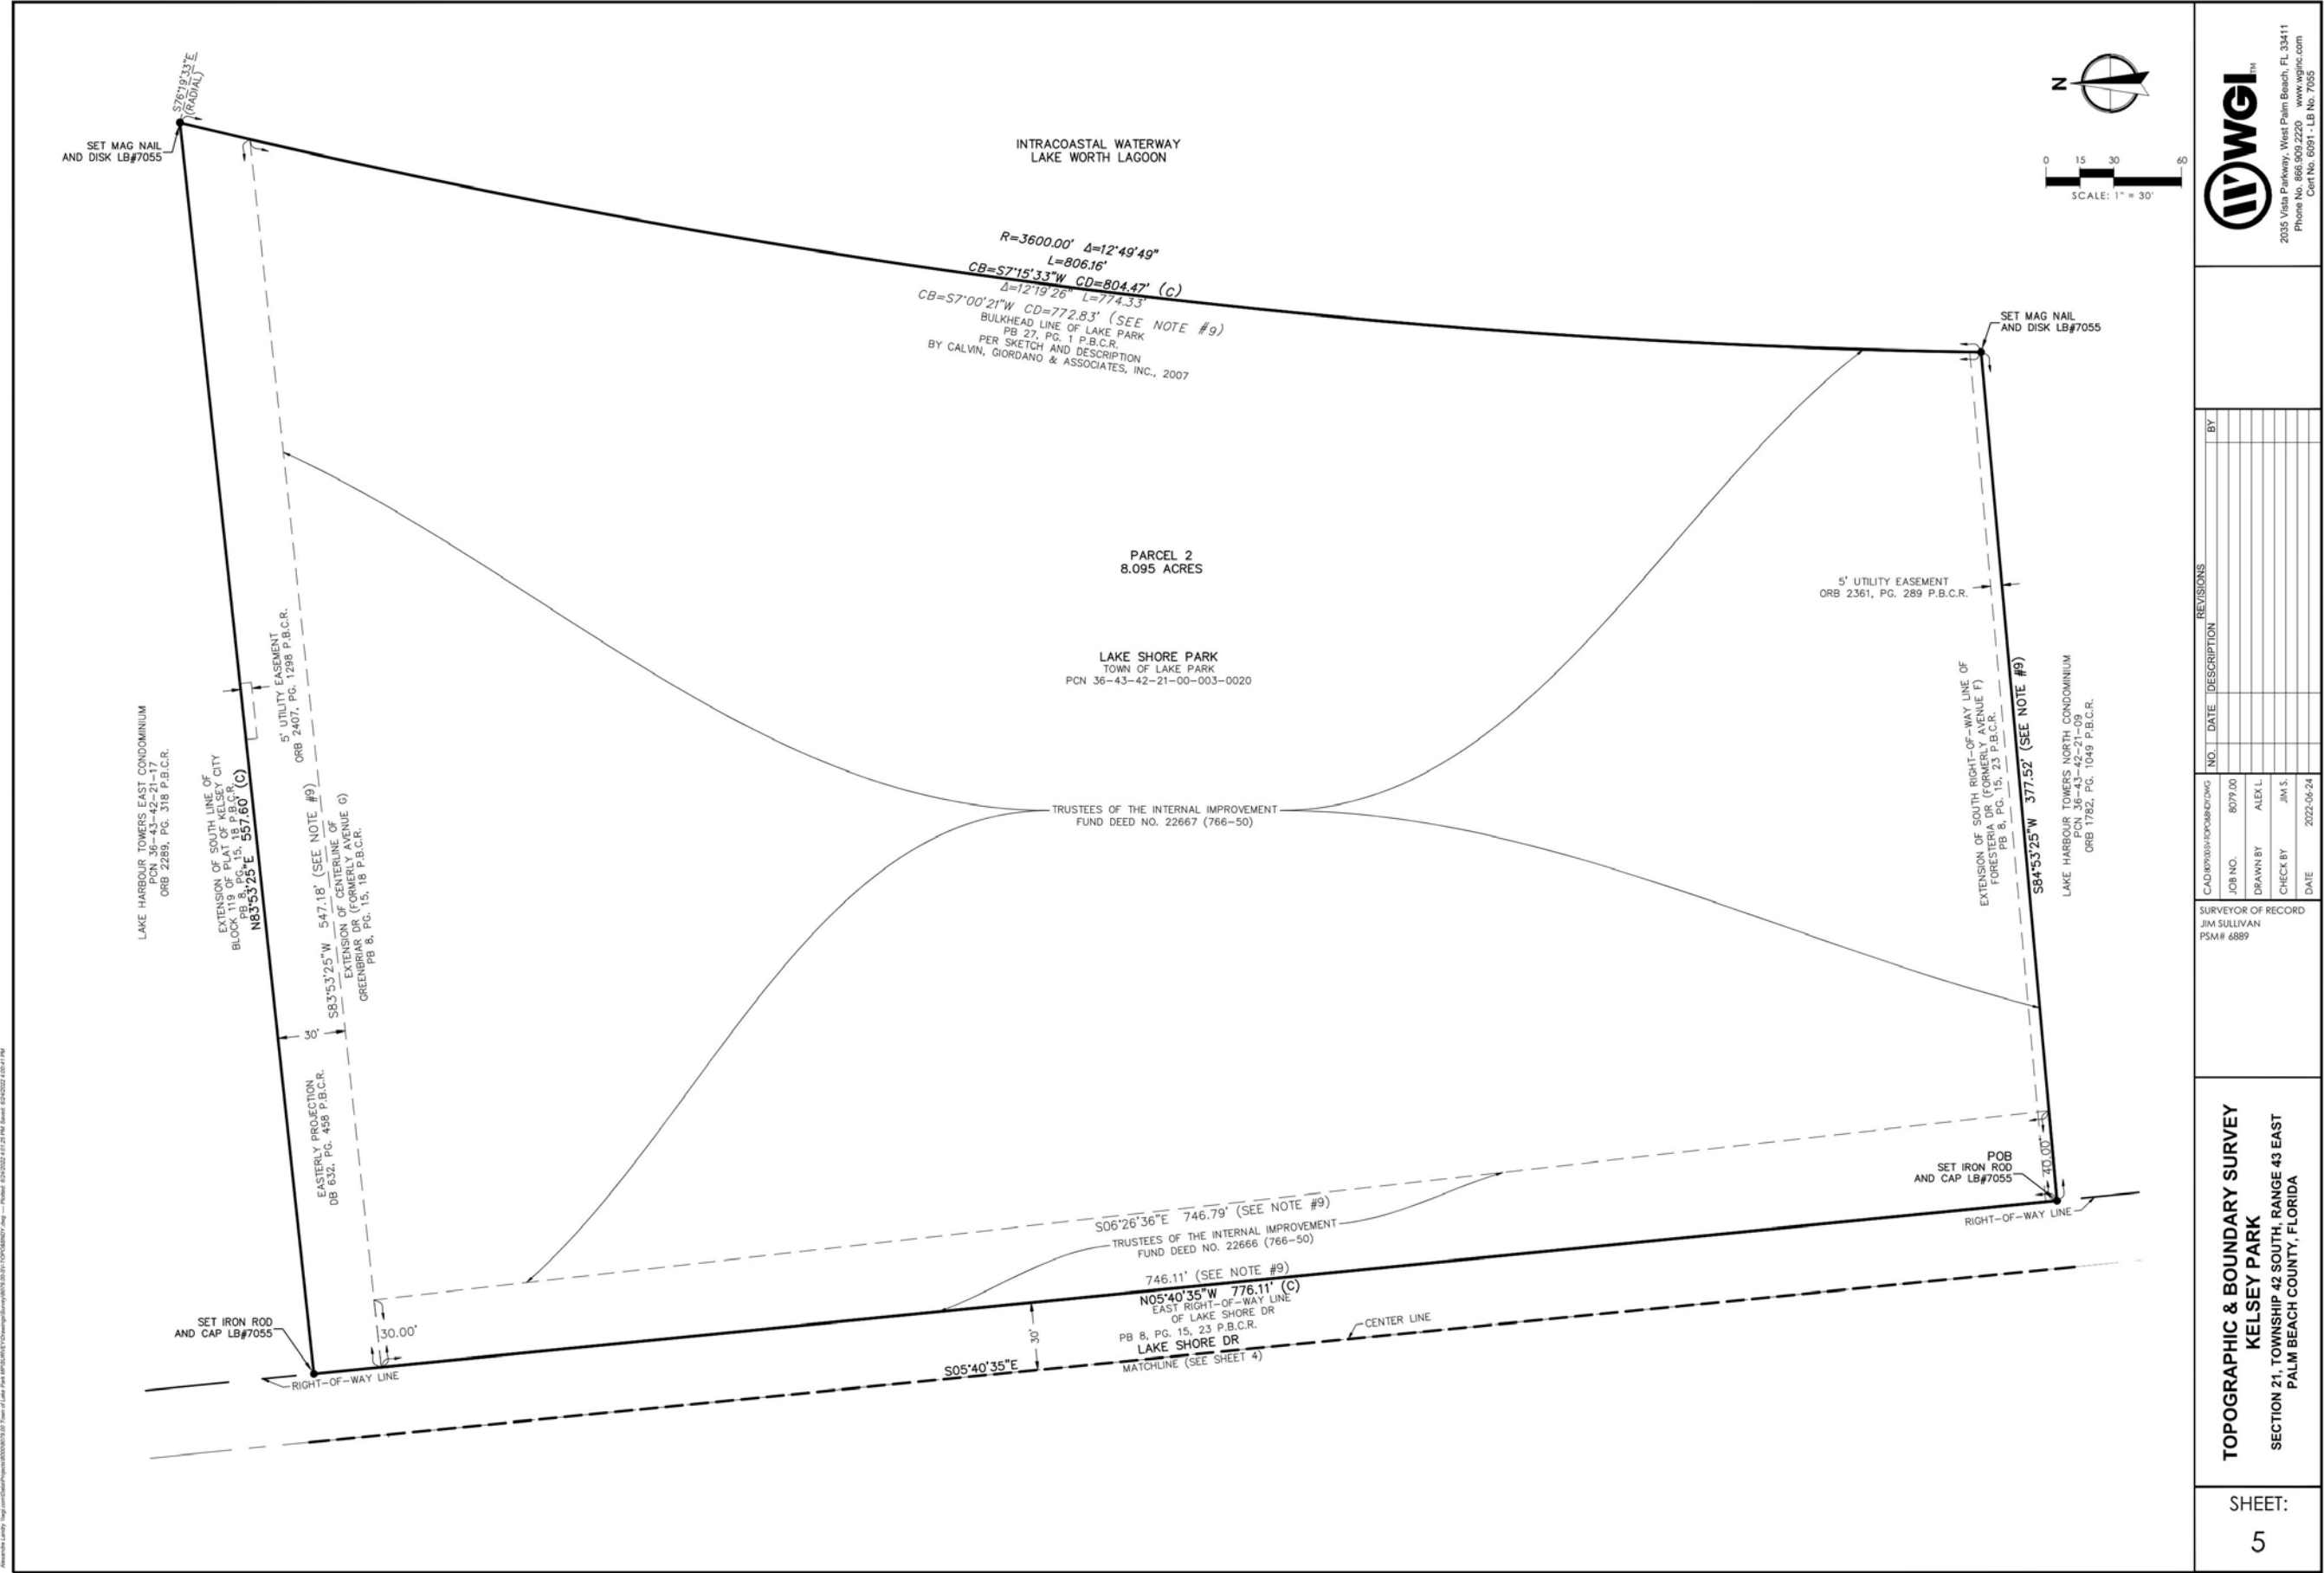 S76°19'33"E
(RADIAL)
SET MAG NAIL
AND DISK LB#7055
INTRACOASTAL WATERWAY
LAKE WORTH LAGOON
N
0 15 30 60
SCALE: 1" = 30'
R=3600.00' Δ=12°49'49"
L=806.16'
CB=S7°15'33"W CD=804.47' (C)
Δ=12°19'26" L=774.33'
CB=S7°00'21"W CD=772.83' (SEE NOTE #9)
BULKHEAD LINE OF LAKE PARK
PB 27, PG. 1 P.B.C.R.
PER SKETCH AND DESCRIPTION
BY CALVIN, GIORDANO & ASSOCIATES, INC., 2007
SET MAG NAIL
AND DISK LB#7055
PARCEL 2
8.095 ACRES
LAKE SHORE PARK
TOWN OF LAKE PARK
PCN 36-43-42-21-00-003-0020
5' UTILITY EASEMENT
ORB 2361, PG. 289 P.B.C.R.
LAKE HARBOUR TOWERS EAST CONDOMINIUM
PCN 36-43-42-21-17
ORB 2289, PG. 318 P.B.C.R.
EXTENSION OF SOUTH LINE OF
BLOCK 119 OF PLAT OF KELSEY CITY
PB 8, PG. 15, 18 P.B.C.R.
N83°53'25"E 557.60' (C)
5' UTILITY EASEMENT
ORB 2407, PG. 1298 P.B.C.R.
S83°53'25"W 547.18' (SEE NOTE #9)
EXTENSION OF CENTERLINE OF
GREENBRIAR DR (FORMERLY AVENUE G)
PB 8, PG. 15, 18 P.B.C.R.
30'
EASTERLY PROJECTION
DB 632, PG. 458 P.B.C.R.
TRUSTEES OF THE INTERNAL IMPROVEMENT
FUND DEED NO. 22667 (766-50)
EXTENSION OF SOUTH RIGHT-OF-WAY LINE OF
FORESTERIA DR (FORMERLY AVENUE F)
PB 8, PG. 15, 23 P.B.C.R.
S84°53'25"W 377.52' (SEE NOTE #9)
LAKE HARBOUR TOWERS NORTH CONDOMINIUM
PCN 36-43-42-21-09
ORB 1782, PG. 1049 P.B.C.R.
POB
SET IRON ROD
AND CAP LB#7055
40.00'
RIGHT-OF-WAY LINE
S06°26'36"E 746.79' (SEE NOTE #9)
TRUSTEES OF THE INTERNAL IMPROVEMENT
FUND DEED NO. 22666 (766-50)
746.11' (SEE NOTE #9)
N05°40'35"W 776.11' (C)
EAST RIGHT-OF-WAY LINE
OF LAKE SHORE DR
PB 8, PG. 15, 23 P.B.C.R.
LAKE SHORE DR
MATCHLINE (SEE SHEET 4)
CENTER LINE
30'
S05°40'35"E
SET IRON ROD
AND CAP LB#7055
30.00'
RIGHT-OF-WAY LINE
WGI TM
2035 Vista Parkway, West Palm Beach, FL 33411
Phone No. 866.909.2220 www.wginc.com
Cert No. 6091 - LB No. 7055
REVISIONS
NO. DATE DESCRIPTION BY
JOB NO. 8079.00
DRAWN BY ALEX L.
CHECK BY JIM S.
DATE 2022-06-24
SURVEYOR OF RECORD
JIM SULLIVAN
PSM# 6889
TOPOGRAPHIC & BOUNDARY SURVEY
KELSEY PARK
SECTION 21, TOWNSHIP 42 SOUTH, RANGE 43 EAST
PALM BEACH COUNTY, FLORIDA
SHEET:
5